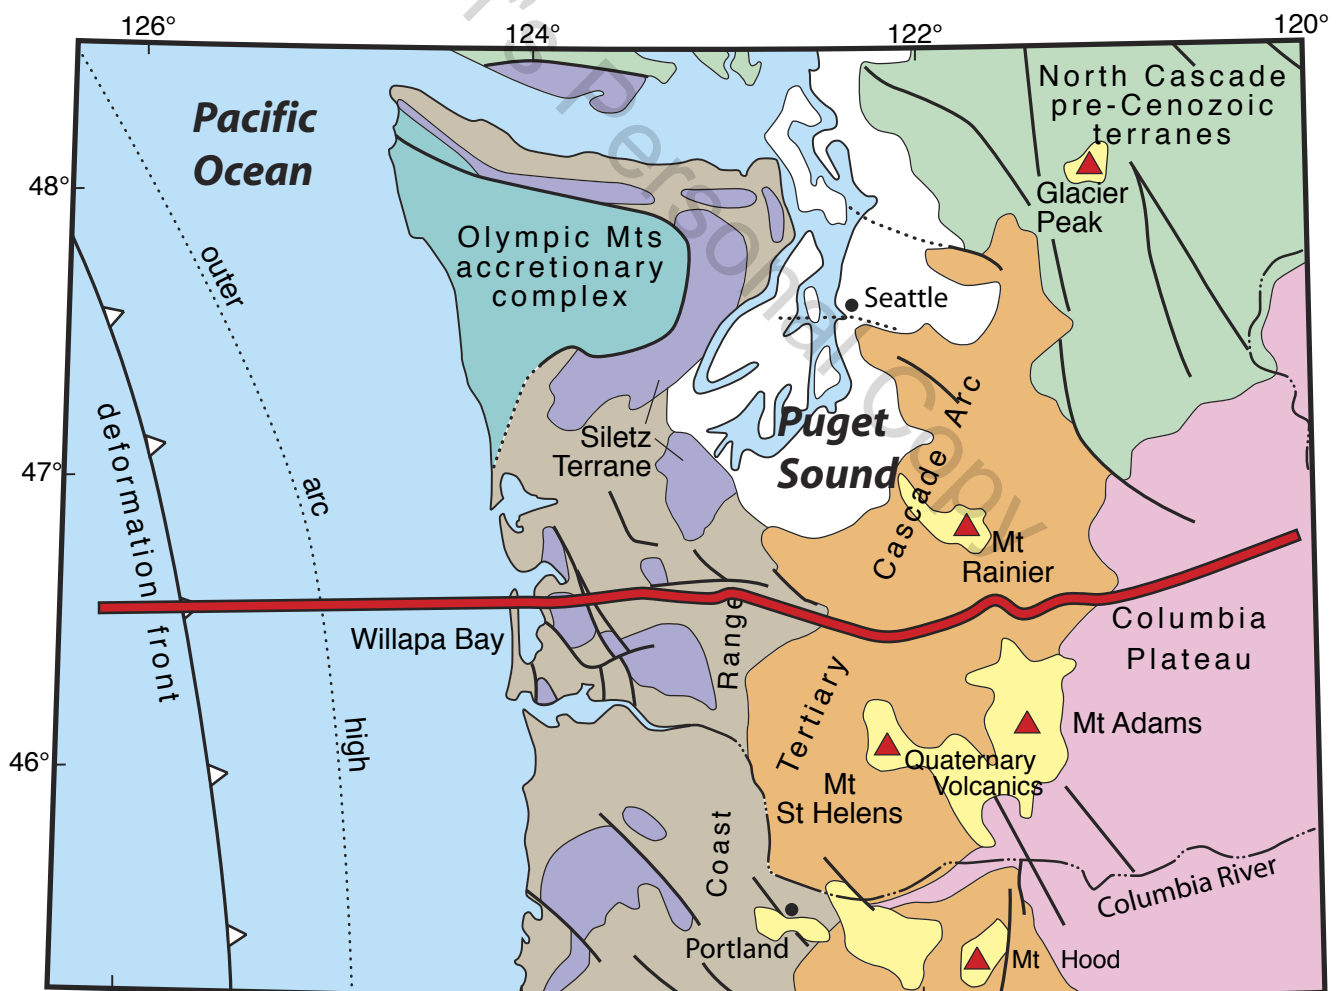 126°
124°
122°
120°
North Cascade
pre-Cenozoic
terranes
Pacific
Ocean
48°
Glacier
Peak
outer
Olympic Mts
accretionary
complex
Seattle
deformation front
arc
high
Siletz
Terrane
Puget
Sound
Cascade Arc
47°
Mt
Rainier
Willapa Bay
Range
Columbia
Plateau
Tertiary
Mt Adams
46°
Quaternary
Volcanics
Mt
St Helens
Coast
Columbia River
Portland
Mt Hood
's personal copy